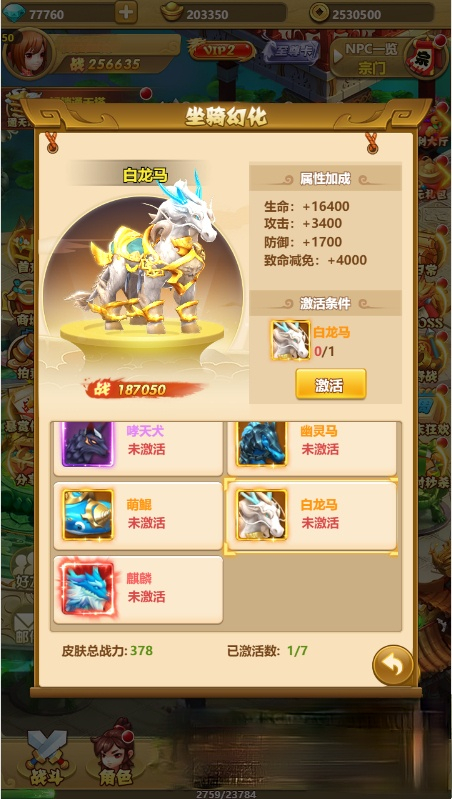 77760
203350
2530500
50
战 256635
VIP2
至尊卡
NPC一览
宗门
宗
坐骑幻化
白龙马
战 187050
属性加成
生命： +16400
攻击： +3400
防御： +1700
致命减免： +4000
激活条件
白龙马
0/1
激活
哮天犬
未激活
幽灵马
未激活
萌鲲
未激活
白龙马
未激活
麒麟
未激活
皮肤总战力: 378
已激活数: 1/7
战斗
角色
2759/23784